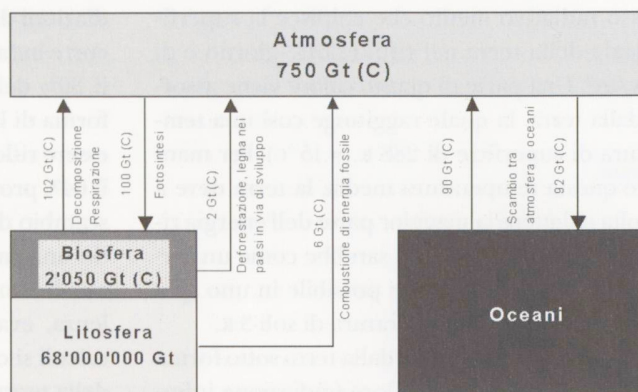 Atmosfera
750 Gt (C)
102 Gt (C)
Decomposizione
Respirazione
100 Gt (C)
Fotosintesi
2 Gt (C)
Deforestazione, legna nei
paesi in via di sviluppo
6 Gt (C)
Combustione di energia fossile
90 Gt (C)
Scambio tra
atmosfera e oceani
93 Gt (C)
Biosfera
2'050 Gt (C)
Litosfera
68'000'000 Gt
Oceani